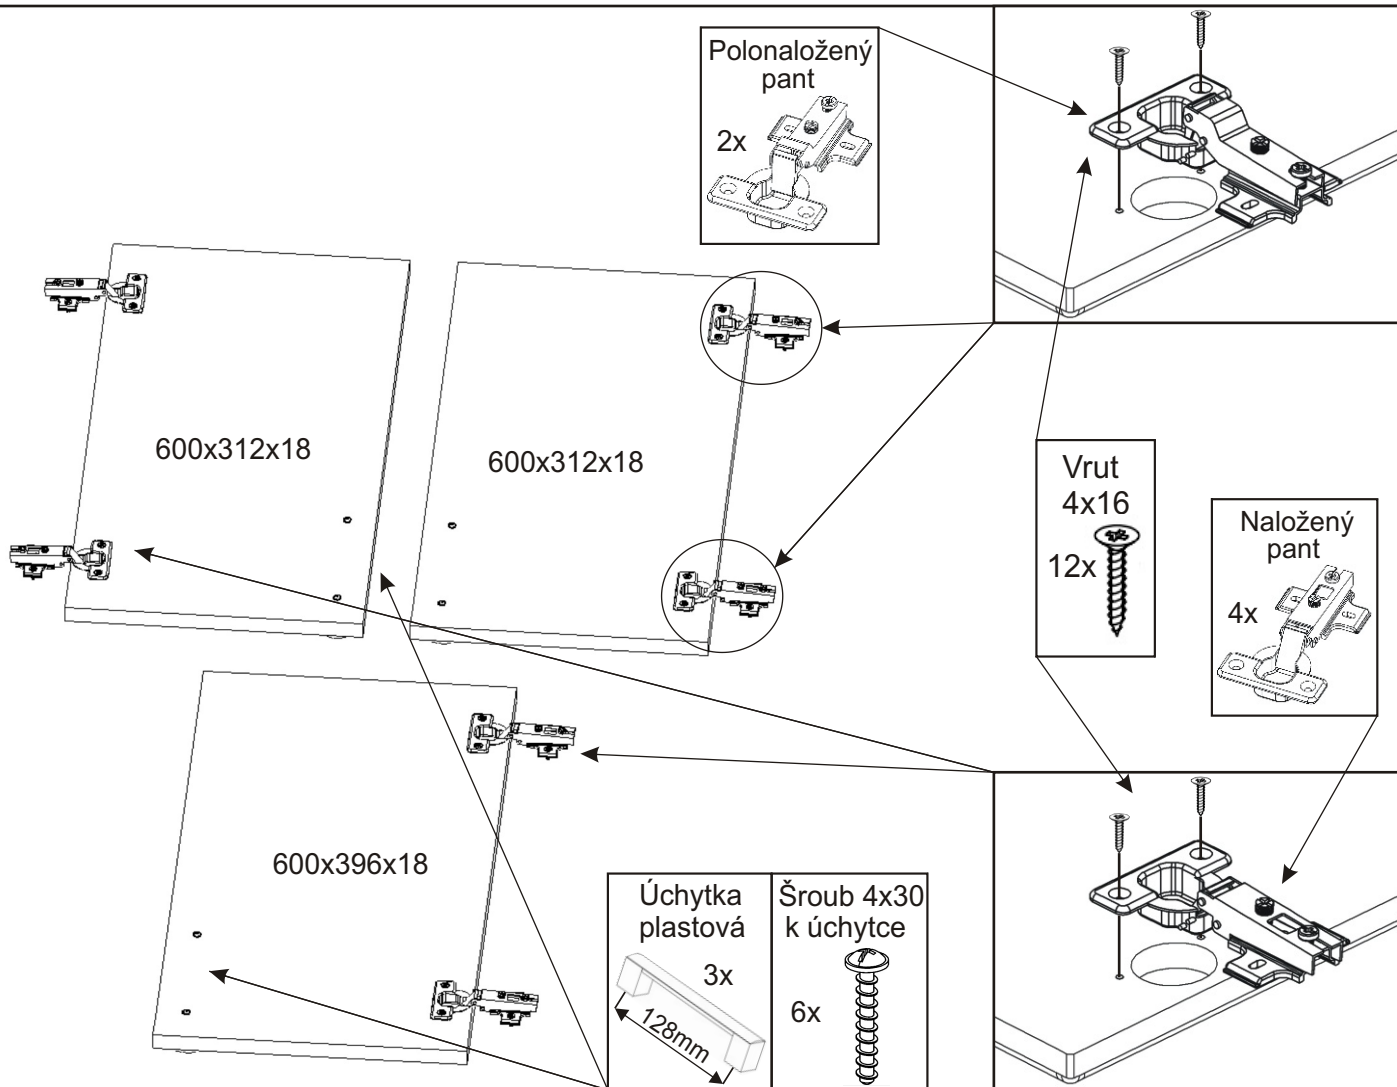 Polonaložený
pant
2x
600x312x18
600x312x18
Vrut
4x16
12x
Naložený
pant
4x
600x396x18
Úchytka
plastová
3x
128mm
Šroub 4x30
k úchytce
6x